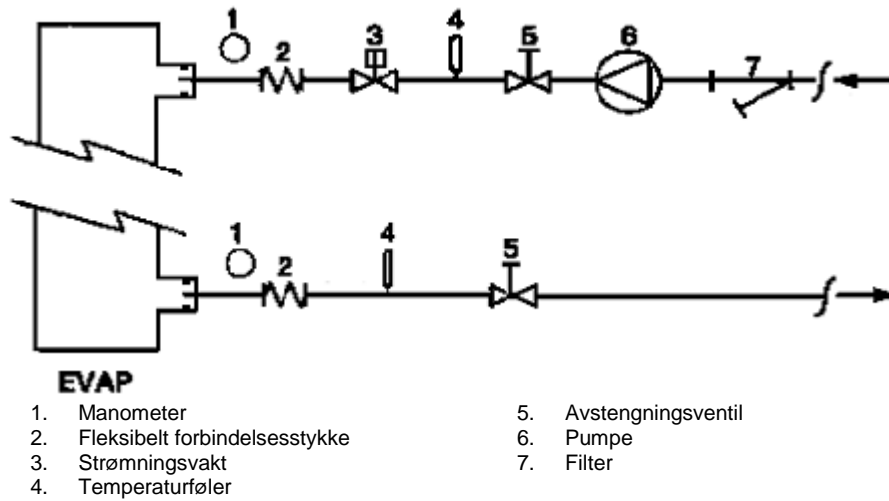 1 2 3 4 5 6 7
1 2 4 5
EVAP
1. Manometer
2. Fleksibelt forbindelsesstykke
3. Strømningsvakt
4. Temperaturføler
5. Avstengningsventil
6. Pumpe
7. Filter